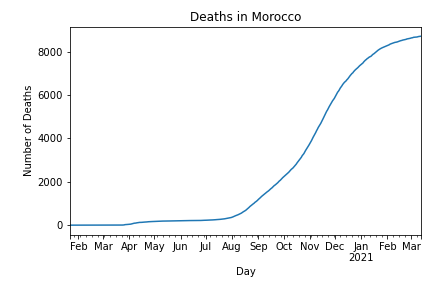 Deaths in Morocco
Number of Deaths
8000
6000
4000
2000
0
Feb Mar Apr May Jun Jul Aug Sep Oct Nov Dec Jan Feb Mar
2021
Day